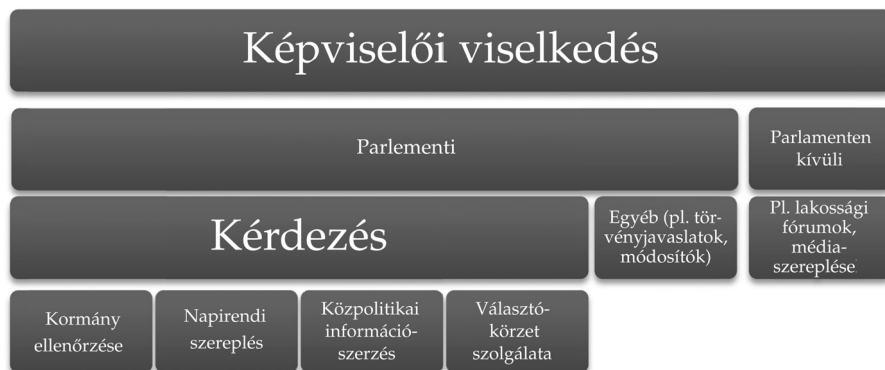 Képviselői viselkedés
Parlementi
Parlamenten
kívüli
Kérdezés
Egyéb (pl. tör-
vényjavaslatok,
módosítók)
Pl. lakossági
fórumok,
média-
szereplése
Kormány
ellenőrzése
Napirendi
szereplés
Közpolitikai
információ-
szerzés
Választó-
körzet
szolgálata